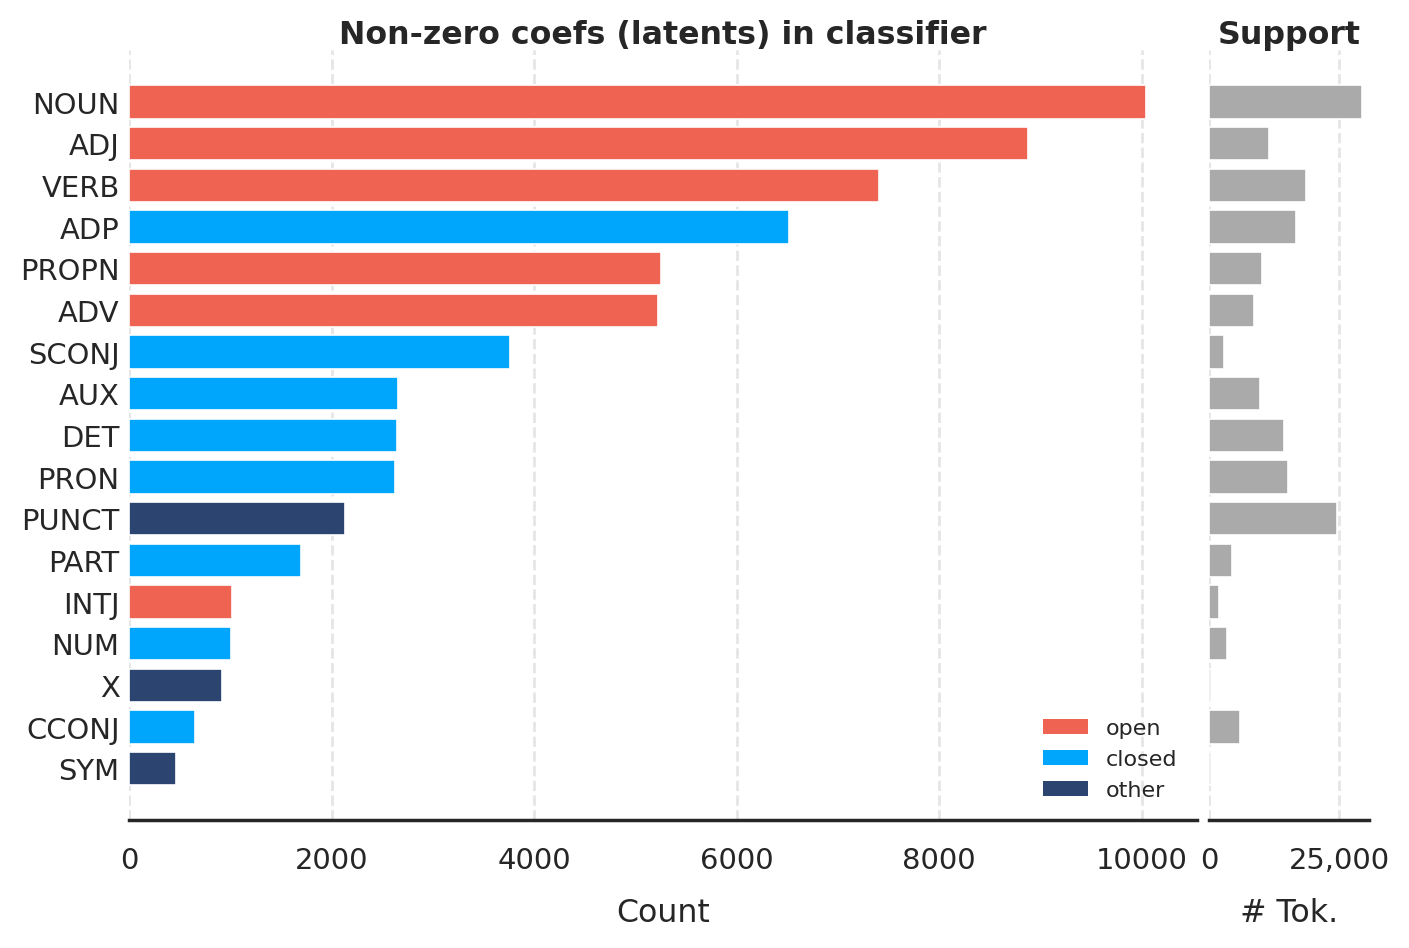 Non-zero coefs (latents) in classifier
Support
NOUN
ADJ
VERB
ADP
PROPN
ADV
SCONJ
AUX
DET
PRON
PUNCT
PART
INTJ
NUM
X
CCONJ
SYM
open
closed
other
0 2000 4000 6000 8000 10000
0 25,000
Count
# Tok.